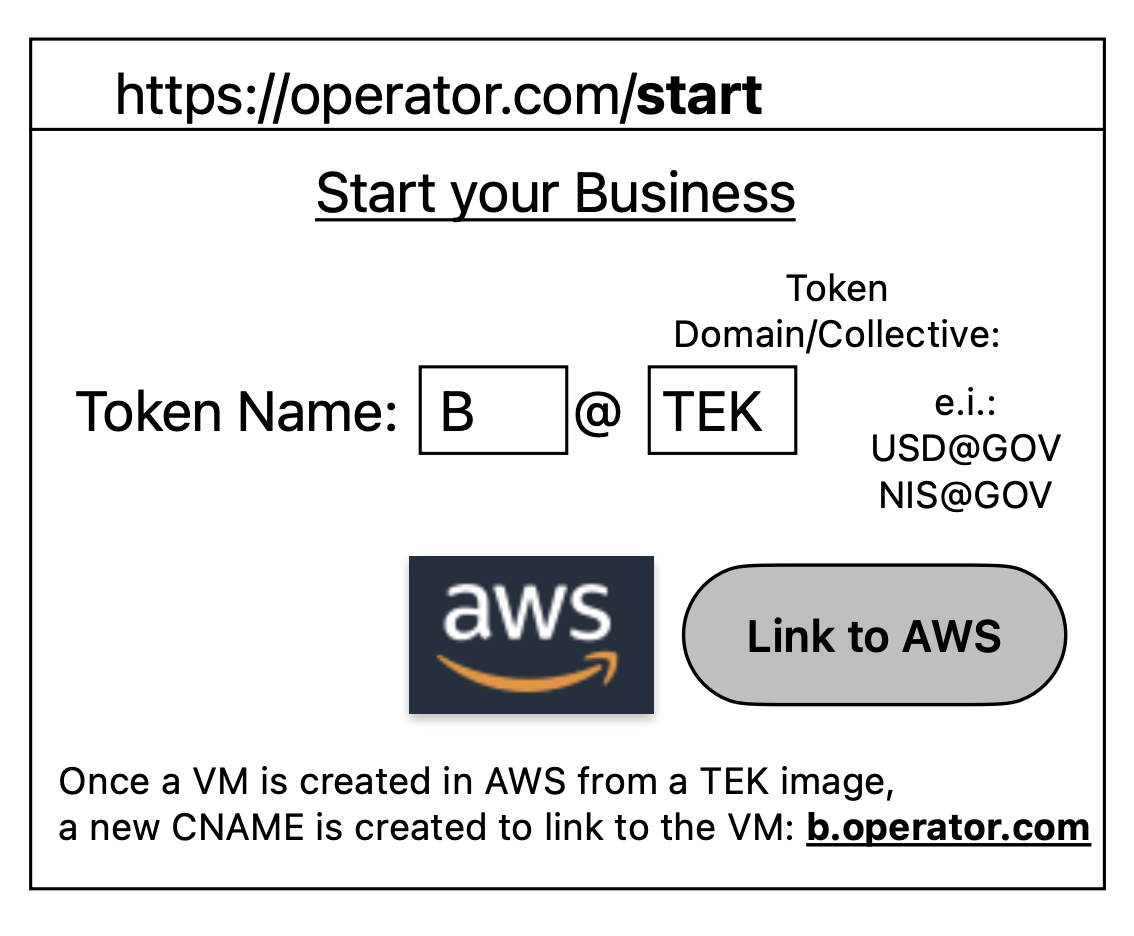 https://operator.com/start
Start your Business
Token
Domain/Collective:
Token Name: B @ TEK
e.i.:
USD@GOV
NIS@GOV
aws
Link to AWS
Once a VM is created in AWS from a TEK image,
a new CNAME is created to link to the VM: b.operator.com